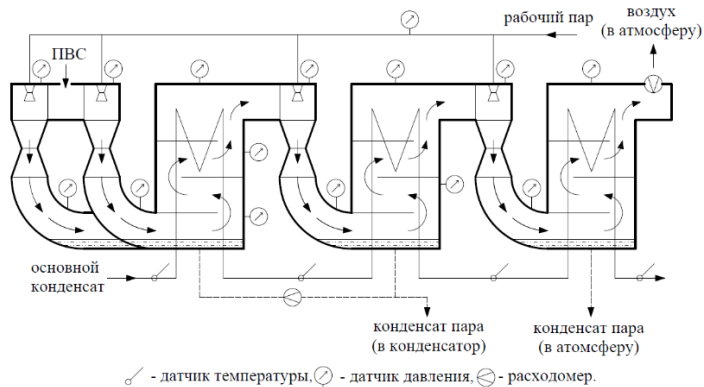 рабочий пар
воздух
(в атмосферу)
ПВС
основной
конденсат
конденсат пара
(в конденсатор)
конденсат пара
(в атомсферу)
- датчик температуры, - датчик давления, - расходомер.